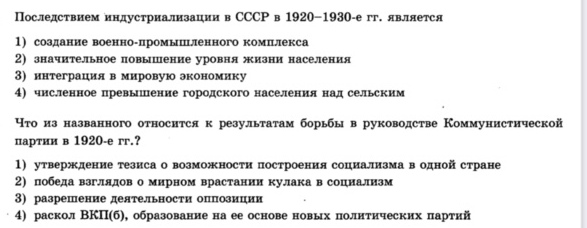 Последствием индустриализации в СССР в 1920–1930-е гг. является
1) создание военно-промышленного комплекса
2) значительное повышение уровня жизни населения
3) интеграция в мировую экономику
4) численное превышение городского населения над сельским
Что из названного относится к результатам борьбы в руководстве Коммунистической
партии в 1920-е гг.?
1) утверждение тезиса о возможности построения социализма в одной стране
2) победа взглядов о мирном врастании кулака в социализм
3) разрешение деятельности оппозиции
4) раскол ВКП(б), образование на ее основе новых политических партий